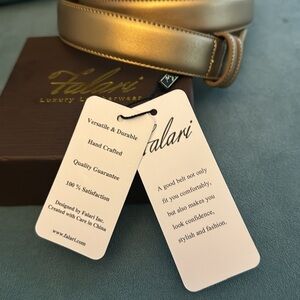 Falari
Luxury Leatherwear
Versatile & Durable
Hand Crafted
Quality Guarantee
100 % Satisfaction
Designed by Falari Inc.
Created with Care in China
www.falari.com
alari
A good belt not only
fit you comfortably,
but also makes you
look confidence,
stylish and fashion.